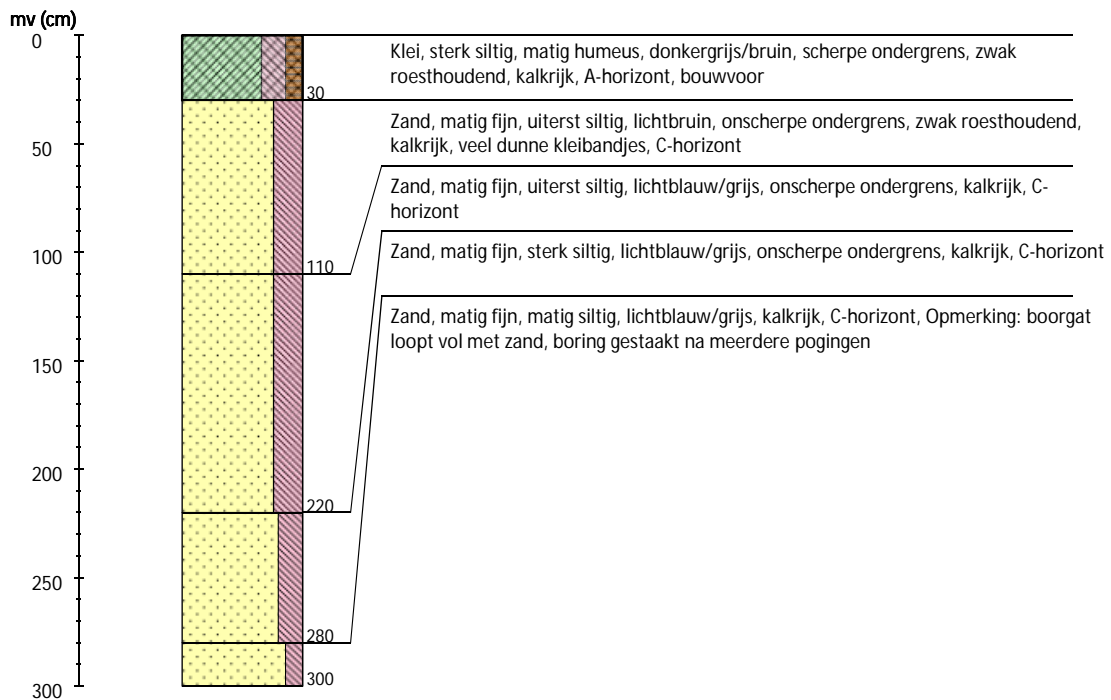 mv (cm)
0
Klei, sterk siltig, matig humeus, donkergrijs/bruin, scherpe ondergrens, zwak
roesthoudend, kalkrijk, A-horizont, bouwvoor
30
Zand, matig fijn, uiterst siltig, lichtbruin, onscherpe ondergrens, zwak roesthoudend,
kalkrijk, veel dunne kleibandjes, C-horizont
50
Zand, matig fijn, uiterst siltig, lichtblauw/grijs, onscherpe ondergrens, kalkrijk, C-
horizont
100
Zand, matig fijn, sterk siltig, lichtblauw/grijs, onscherpe ondergrens, kalkrijk, C-horizont
110
Zand, matig fijn, matig siltig, lichtblauw/grijs, kalkrijk, C-horizont, Opmerking: boorgat
loopt vol met zand, boring gestaakt na meerdere pogingen
150
200
220
250
280
300
300